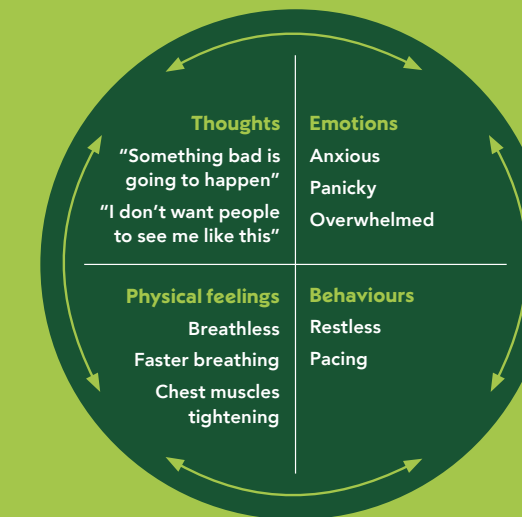 Thoughts
“Something bad is
going to happen”
“I don’t want people
to see me like this”
Emotions
Anxious
Panicky
Overwhelmed
Physical feelings
Breathless
Faster breathing
Chest muscles
tightening
Behaviours
Restless
Pacing